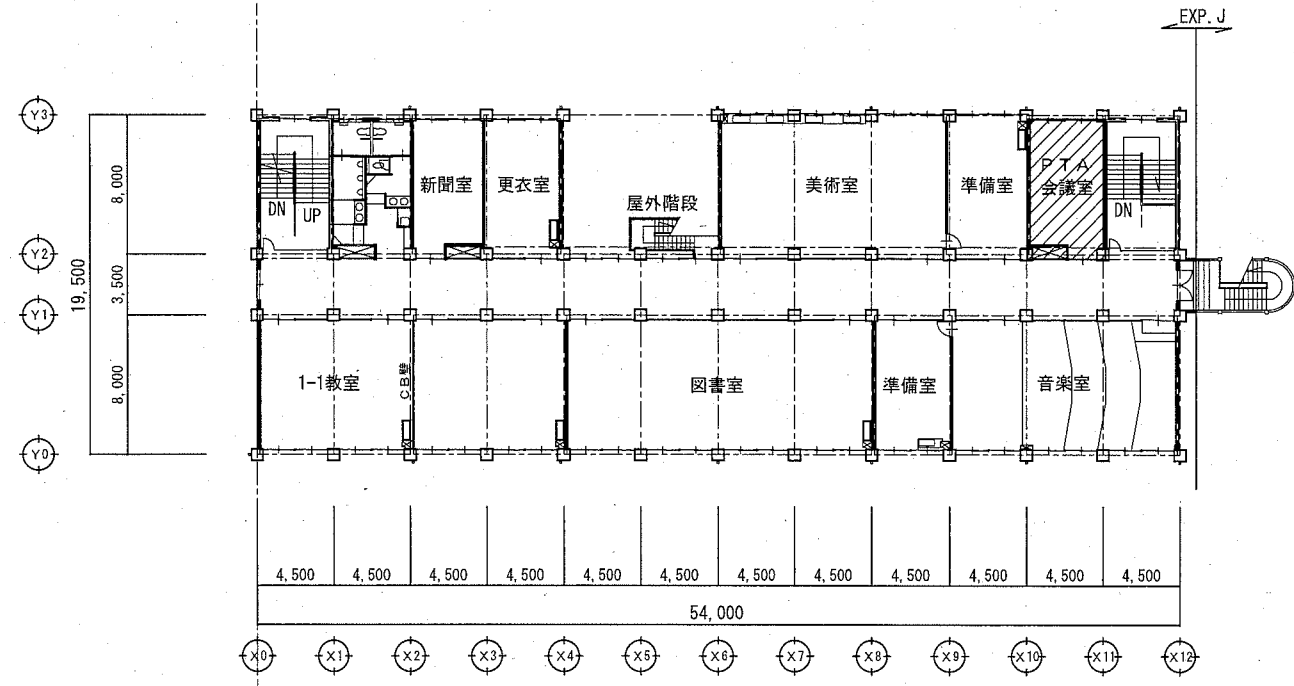 EXP. J
Y3
8,000
新聞室
更衣室
美術室
準備室
PTA
会議室
屋外階段
DN
UP
DN
Y2
19,500
3,500
Y1
8,000
1-1教室
CB壁
図書室
準備室
音楽室
Y0
4,500
4,500
4,500
4,500
4,500
4,500
4,500
4,500
4,500
4,500
4,500
4,500
54,000
X0
X1
X2
X3
X4
X5
X6
X7
X8
X9
X10
X11
X12